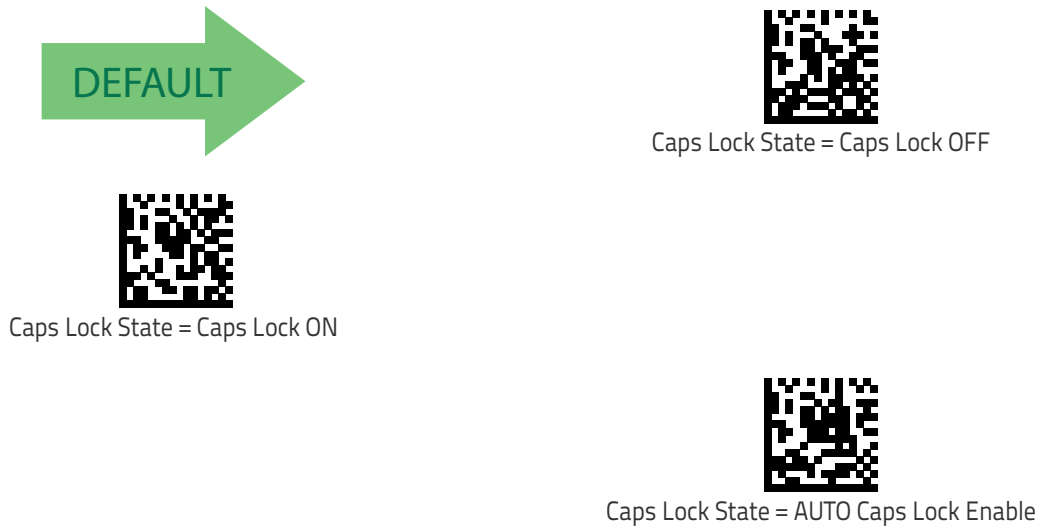 DEFAULT
Caps Lock State = Caps Lock OFF
Caps Lock State = Caps Lock ON
Caps Lock State = AUTO Caps Lock Enable